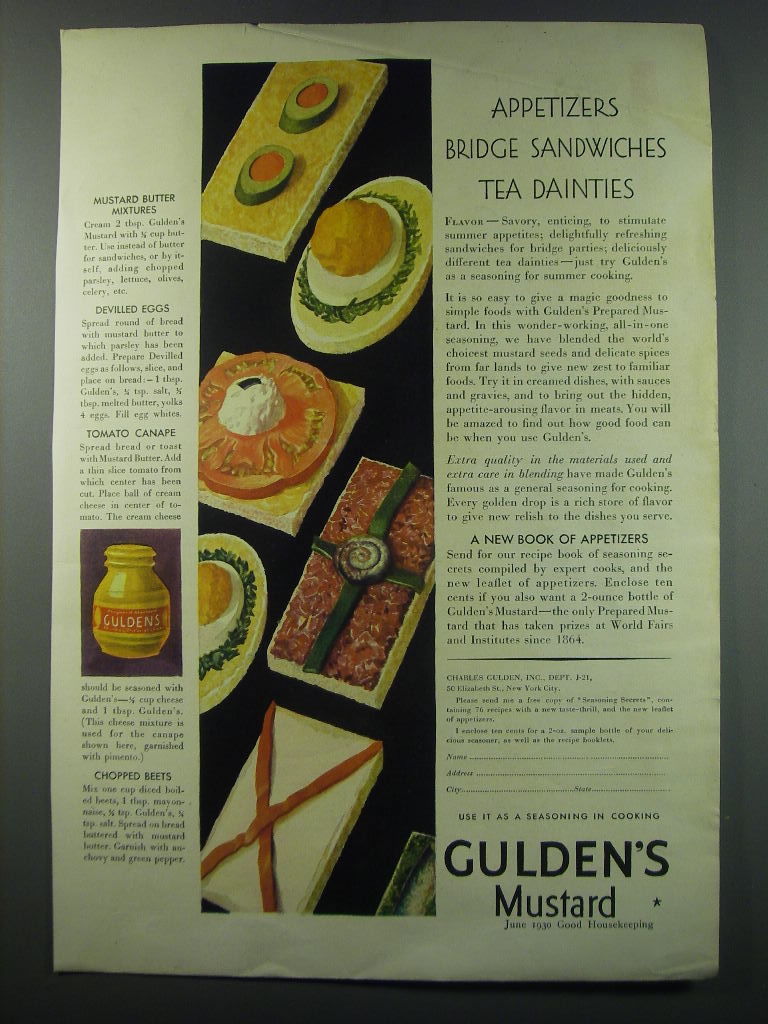 MUSTARD BUTTER
MIXTURES
Cream 2 tbsp. Gulden's
Mustard with ¾ cup but-
ter. Use instead of butter
for sandwiches, or by it-
self, adding chopped
parsley, lettuce, olives,
celery, etc.
DEVILLED EGGS
Spread round of bread
with mustard butter to
which parsley has been
added. Prepare Devilled
eggs as follows, slice, and
place on bread:—1 tbsp.
Gulden's, tsp. salt,
tbsp. melted butter, yolks
4 eggs. Fill egg whites.
TOMATO CANAPE
Spread bread or toast
with Mustard Butter. Add
a thin slice tomato from
which center has been
cut. Place ball of cream
cheese in center of to-
mato. The cream cheese
Prepared Mustard
GULDEN'S
should be seasoned with
Gulden's— cup cheese
and 1 tbsp. Gulden's.
(This cheese mixture is
used for the canape
shown here, garnished
with pimento.)
CHOPPED BEETS
Mix one cup diced boil-
ed beets, 1 tbsp. mayon-
naise, tsp. Gulden's,
tsp. salt. Spread on bread
buttered with mustard
butter. Garnish with an-
chovy and green pepper.
APPETIZERS
BRIDGE SANDWICHES
TEA DAINTIES
FLAVOR — Savory, enticing, to stimulate
summer appetites; delightfully refreshing
sandwiches for bridge parties; deliciously
different tea dainties—just try Gulden's
as a seasoning for summer cooking.
It is so easy to give a magic goodness to
simple foods with Gulden's Prepared Mus-
tard. In this wonder-working, all-in-one
seasoning, we have blended the world's
choicest mustard seeds and delicate spices
from far lands to give new zest to familiar
foods. Try it in creamed dishes, with sauces
and gravies, and to bring out the hidden,
appetite-arousing flavor in meats. You will
be amazed to find out how good food can
be when you use Gulden's.
Extra quality in the materials used and
extra care in blending have made Gulden's
famous as a general seasoning for cooking.
Every golden drop is a rich store of flavor
to give new relish to the dishes you serve.
A NEW BOOK OF APPETIZERS
Send for our recipe book of seasoning se-
crets compiled by expert cooks, and the
new leaflet of appetizers. Enclose ten
cents if you also want a 2-ounce bottle of
Gulden's Mustard—the only Prepared Mus-
tard that has taken prizes at World Fairs
and Institutes since 1864.
CHARLES GULDEN, INC., DEPT. J-21,
50 Elizabeth St., New York City.
Please send me a free copy of "Seasoning Secrets", con-
taining 76 recipes with a new taste-thrill, and the new leaflet
of appetizers.
I enclose ten cents for a 2-oz. sample bottle of your deli-
cious seasoner, as well as the recipe booklets.
Name
Address
City State
USE IT AS A SEASONING IN COOKING
GULDEN'S
Mustard *
June 1930 Good Housekeeping